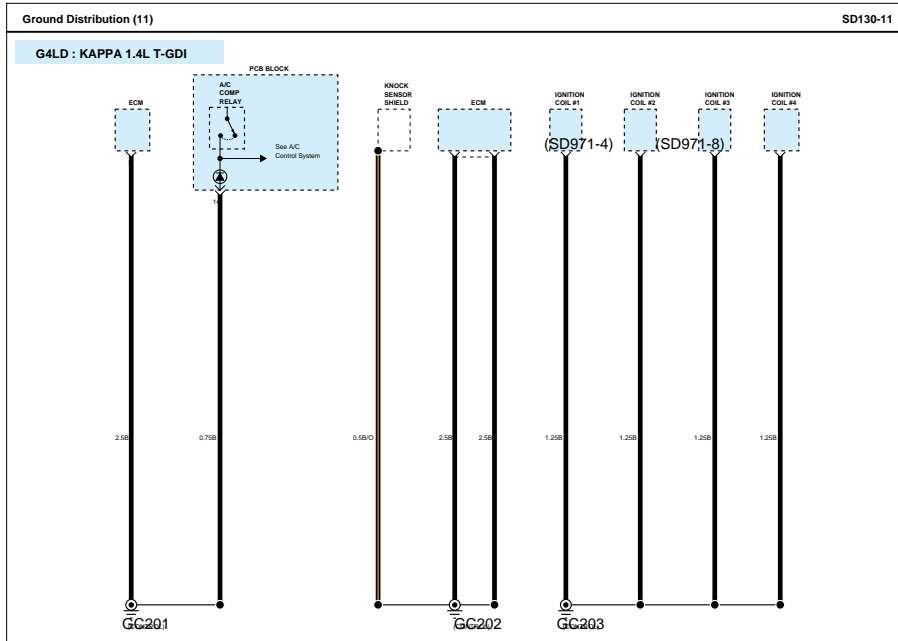 Ground Distribution (11)
SD130-11
G4LD : KAPPA 1.4L T-GDI
PCB BLOCK
ECM
A/C
COMP
RELAY
See A/C
Control System
KNOCK
SENSOR
SHIELD
ECM
IGNITION
COIL #1
IGNITION
COIL #2
IGNITION
COIL #3
IGNITION
COIL #4
(SD971-4)
(SD971-8)
2.5B
0.75B
0.5B/O
2.5B
2.5B
1.25B
1.25B
1.25B
1.25B
GC201
GC202
GC203